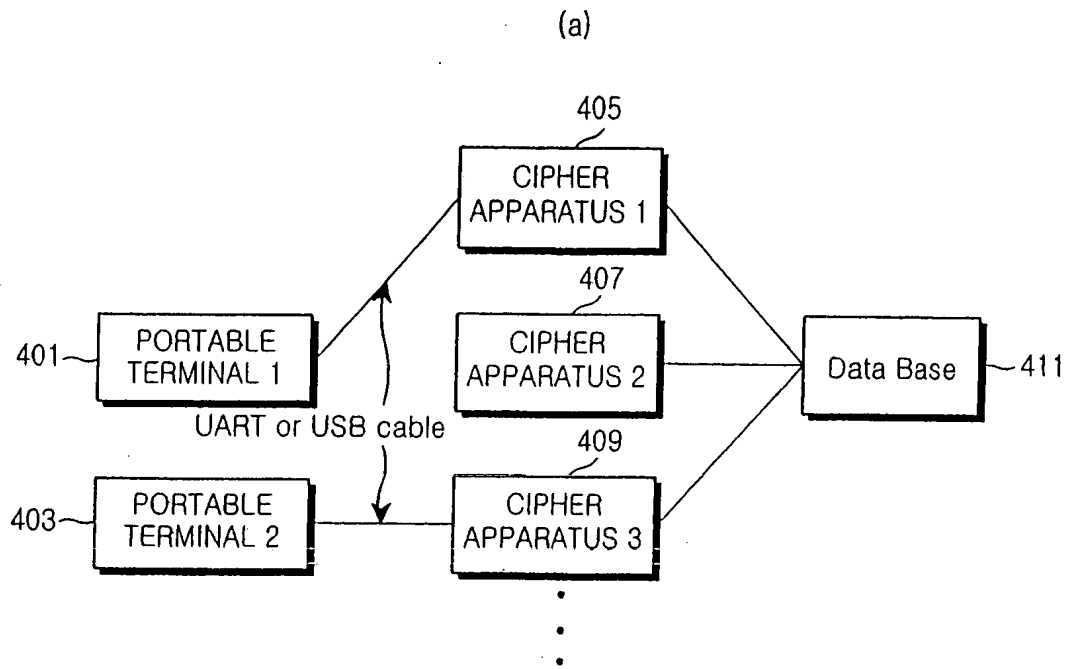 (a)
405
CIPHER
APPARATUS 1
407
CIPHER
APPARATUS 2
401
PORTABLE
TERMINAL 1
Data Base
411
UART or USB cable
409
CIPHER
APPARATUS 3
403
PORTABLE
TERMINAL 2